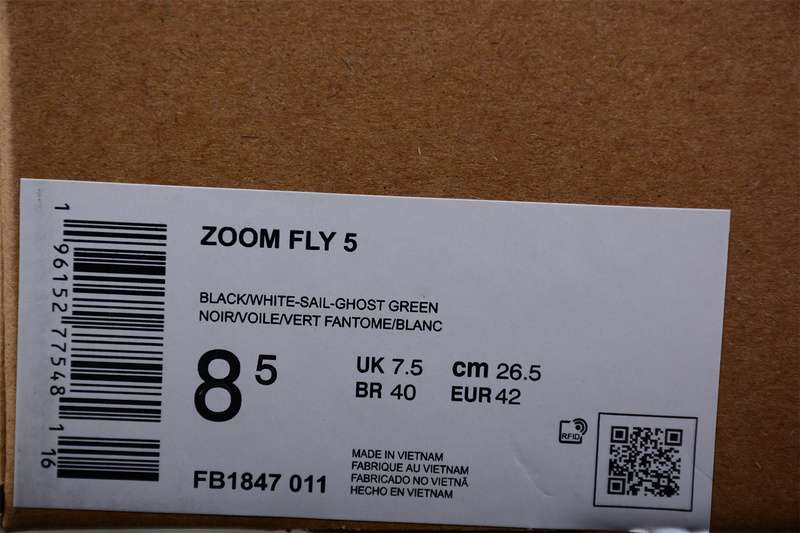 ZOOM FLY 5
BLACK/WHITE-SAIL-GHOST GREEN
NOIR/VOILE/VERT FANTOME/BLANC
8 5
UK 7.5 cm 26.5
BR 40 EUR 42
FB1847 011
MADE IN VIETNAM
FABRIQUE AU VIETNAM
FABRICADO NO VIETNÃ
HECHO EN VIETNAM
RFID
1 96152 77548 1 16